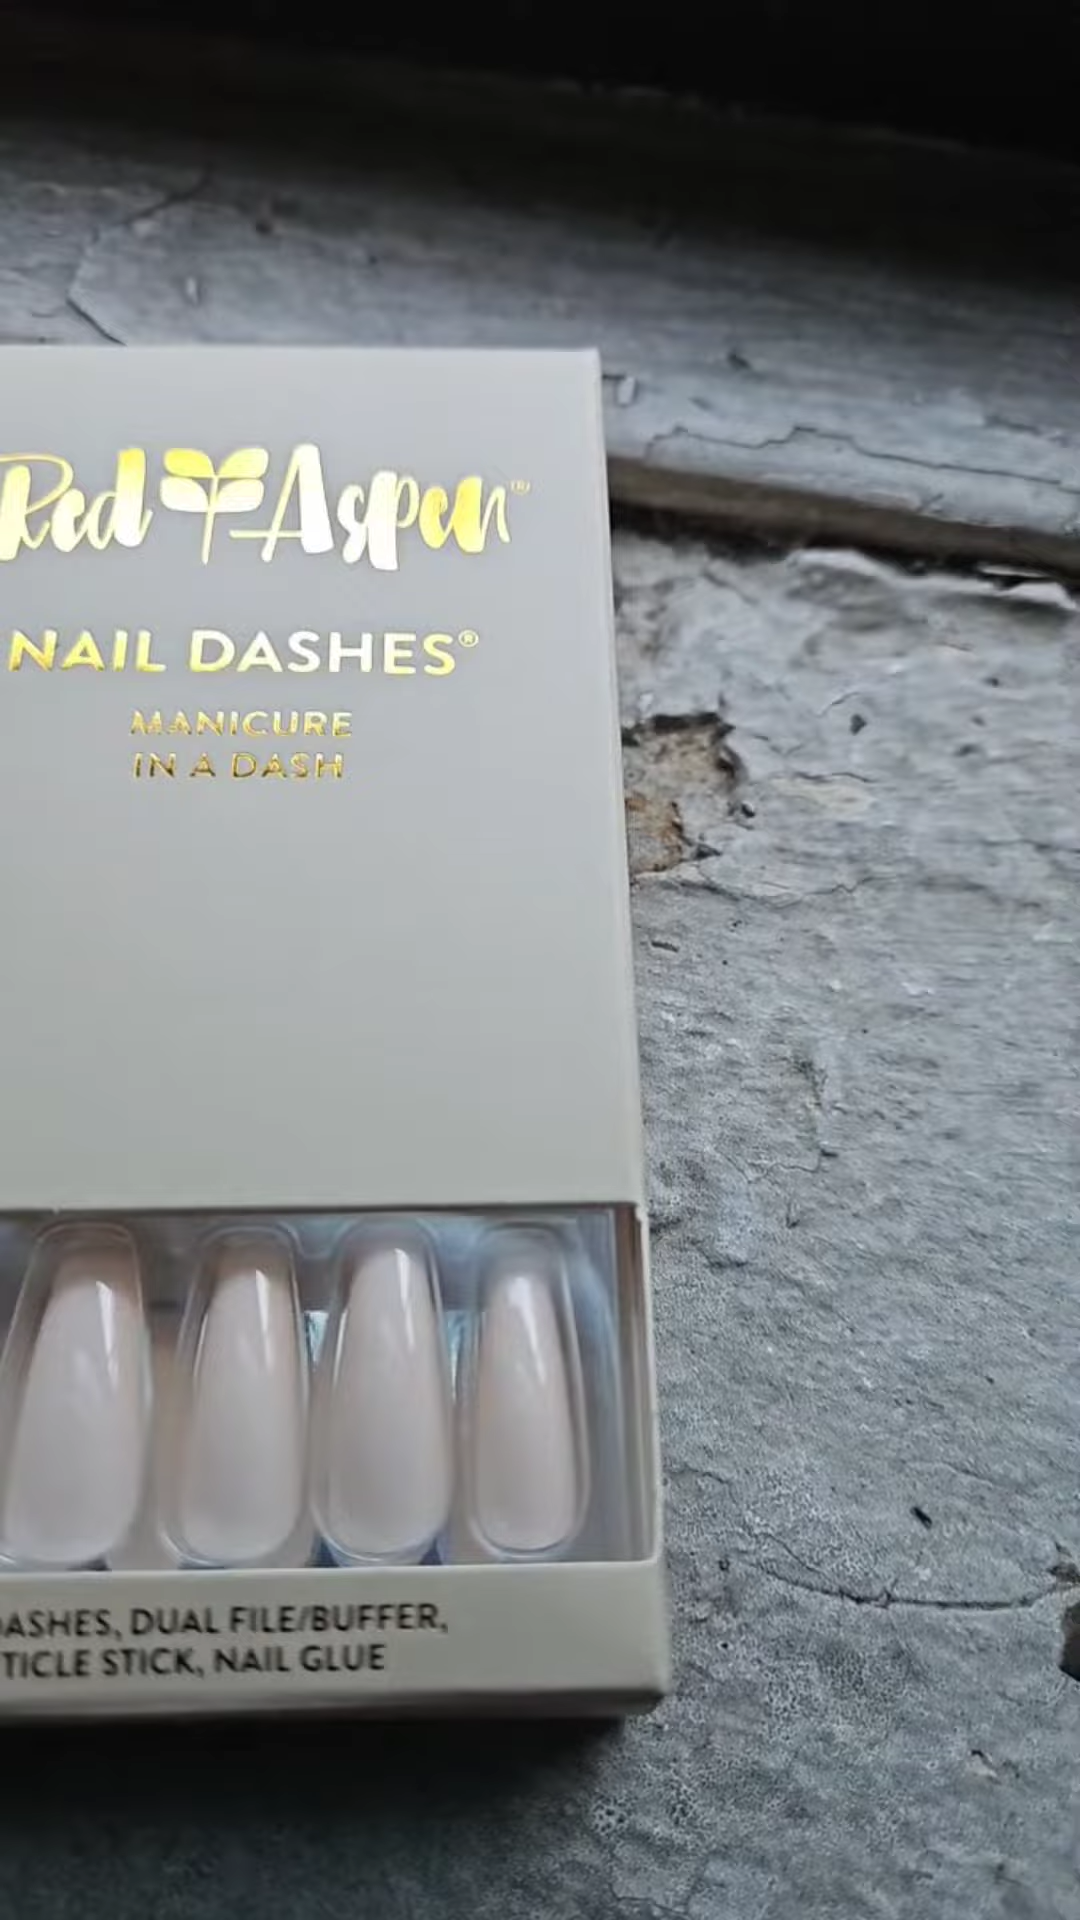 Red Aspen®
NAIL DASHES®
MANICURE
IN A DASH
DASHES, DUAL FILE/BUFFER,
TICLE STICK, NAIL GLUE